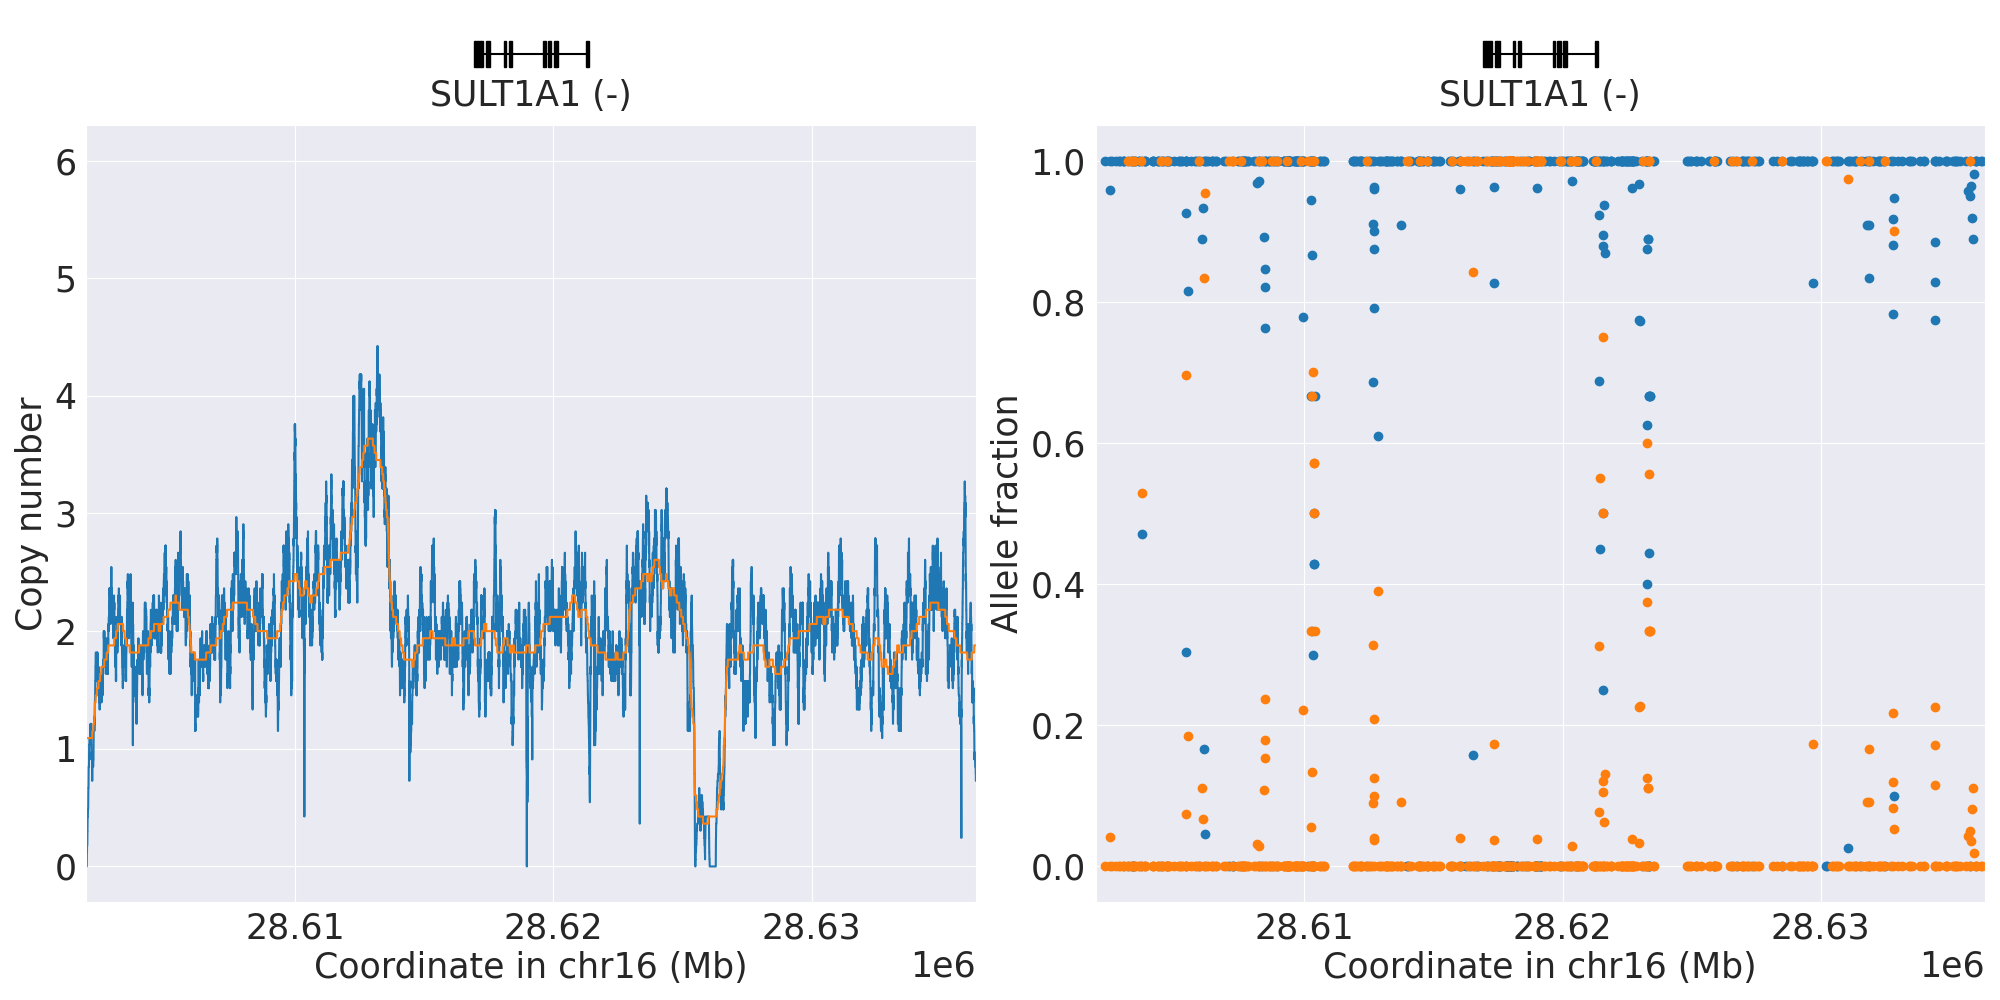 SULT1A1 (-)
Copy number
6
5
4
3
2
1
0
28.61
28.62
28.63
Coordinate in chr16 (Mb)
1e6
SULT1A1 (-)
Allele fraction
1.0
0.8
0.6
0.4
0.2
0.0
28.61
28.62
28.63
Coordinate in chr16 (Mb)
1e6